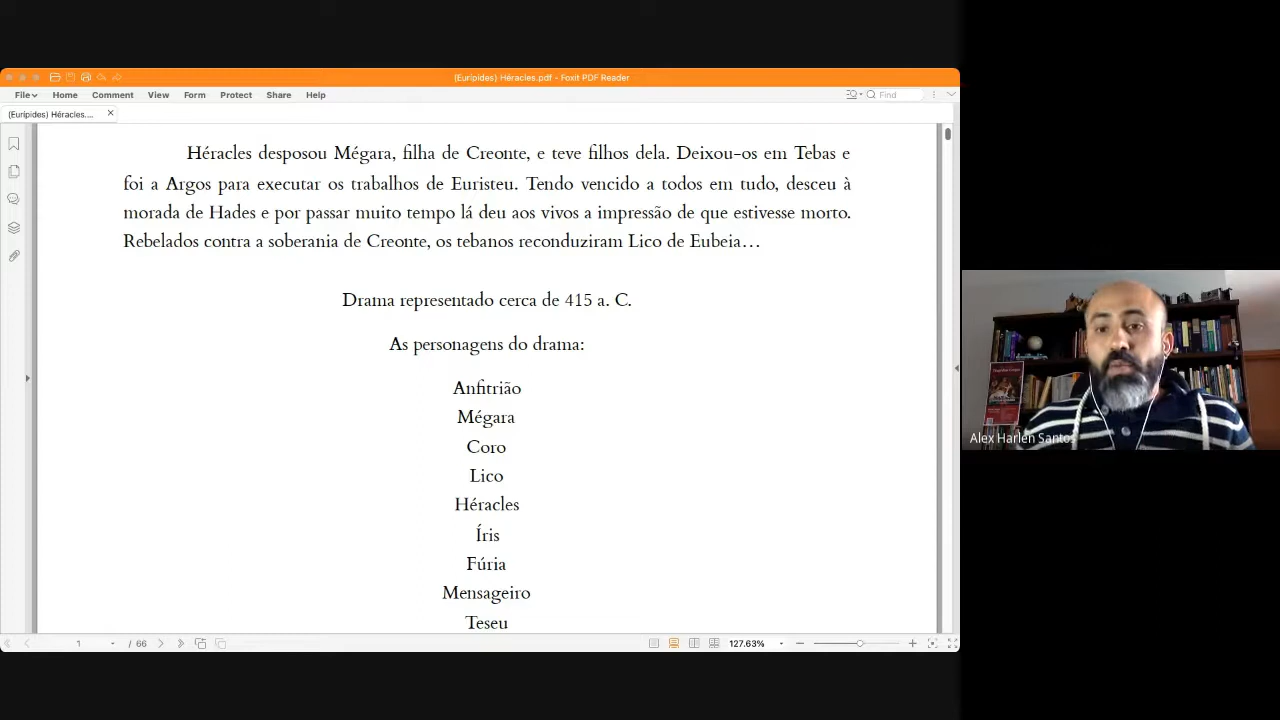 (Eurípides) Héracles.pdf - Foxit PDF Reader
File Home Comment View Form Protect Share Help Find
(Eurípides) Héracles....
Héracles desposou Mégara, filha de Creonte, e teve filhos dela. Deixou-os em Tebas e
foi a Argos para executar os trabalhos de Euristeu. Tendo vencido a todos em tudo, desceu à
morada de Hades e por passar muito tempo lá deu aos vivos a impressão de que estivesse morto.
Rebelados contra a soberania de Creonte, os tebanos reconduziram Lico de Eubeia…
Drama representado cerca de 415 a. C.
As personagens do drama:
Anfitrião
Mégara
Coro
Lico
Héracles
Íris
Fúria
Mensageiro
Teseu
Alex Harlen Santos
1 / 66 127.63%